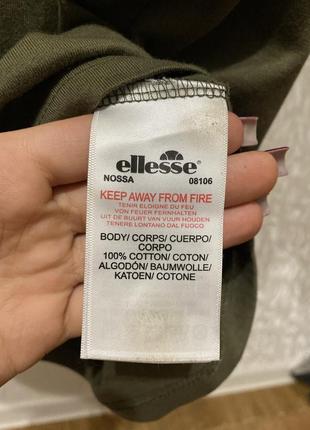 ellesse
NOSSA 08106
KEEP AWAY FROM FIRE
TENIR ELOIGNE DU FEU
VON FEUER FERNHALTEN
UIT DE BUURT VAN VUUR HOUDEN
TENERE LONTANO DAL FUOCO
BODY/ CORPS/ CUERPO/
CORPO
100% COTTON/ COTON/
ALGODÓN/ BAUMWOLLE/
KATOEN/ COTONE